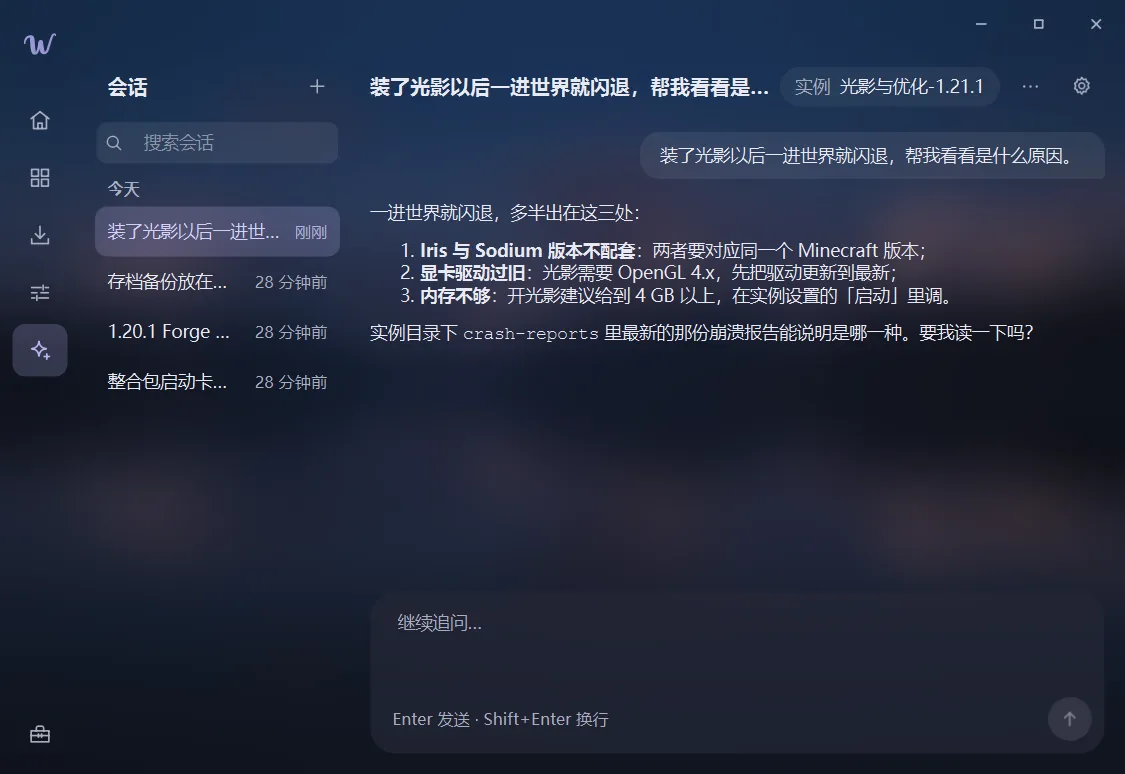 W
会话
装了光影以后一进世界就闪退，帮我看看是...
实例 光影与优化-1.21.1
搜索会话
今天
装了光影以后一进世... 刚刚
存档备份放在... 28 分钟前
1.20.1 Forge ... 28 分钟前
整合包启动卡... 28 分钟前
装了光影以后一进世界就闪退，帮我看看是什么原因。
一进世界就闪退，多半出在这三处：
1. Iris 与 Sodium 版本不配套：两者要对应同一个 Minecraft 版本；
2. 显卡驱动过旧：光影需要 OpenGL 4.x，先把驱动更新到最新；
3. 内存不够：开光影建议给到 4 GB 以上，在实例设置的「启动」里调。
实例目录下 crash-reports 里最新的那份崩溃报告能说明是哪一种。要我读一下吗？
继续追问...
Enter 发送 · Shift+Enter 换行